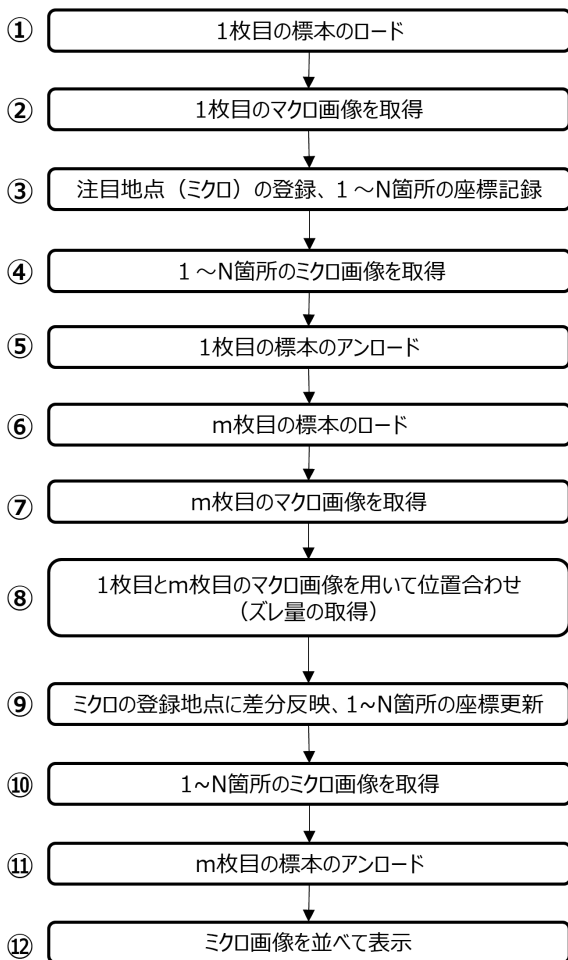 ① 1枚目の標本のロード
② 1枚目のマクロ画像を取得
③ 注目地点（ミクロ）の登録、1～N箇所の座標記録
④ 1～N箇所のミクロ画像を取得
⑤ 1枚目の標本のアンロード
⑥ m枚目の標本のロード
⑦ m枚目のマクロ画像を取得
⑧ 1枚目とm枚目のマクロ画像を用いて位置合わせ
（ズレ量の取得）
⑨ ミクロの登録地点に差分反映、1~N箇所の座標更新
⑩ 1~N箇所のミクロ画像を取得
⑪ m枚目の標本のアンロード
⑫ ミクロ画像を並べて表示